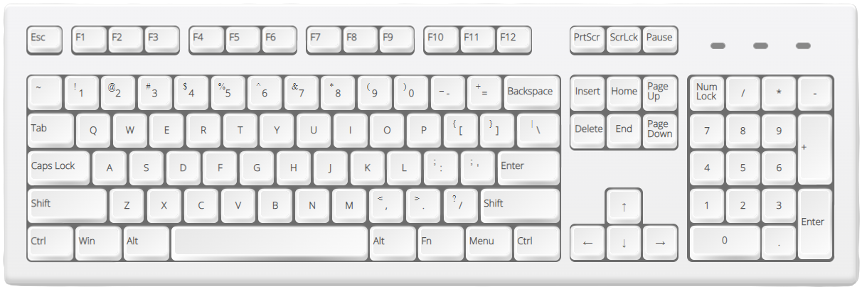 Esc F1 F2 F3 F4 F5 F6 F7 F8 F9 F10 F11 F12 PrtScr ScrLck Pause
~ ! 1 @ 2 # 3 $ 4 % 5 ^ 6 & 7 * 8 ( 9 ) 0 – - + = Backspace Insert Home Page Up Num Lock / * -
Tab Q W E R T Y U I O P { [ } ] | \ Delete End Page Down 7 8 9 +
Caps Lock A S D F G H J K L ; : Enter 4 5 6
Shift Z X C V B N M < , > . ? / Shift ↑ 1 2 3 Enter
Ctrl Win Alt Alt Fn Menu Ctrl ← ↓ → 0 .